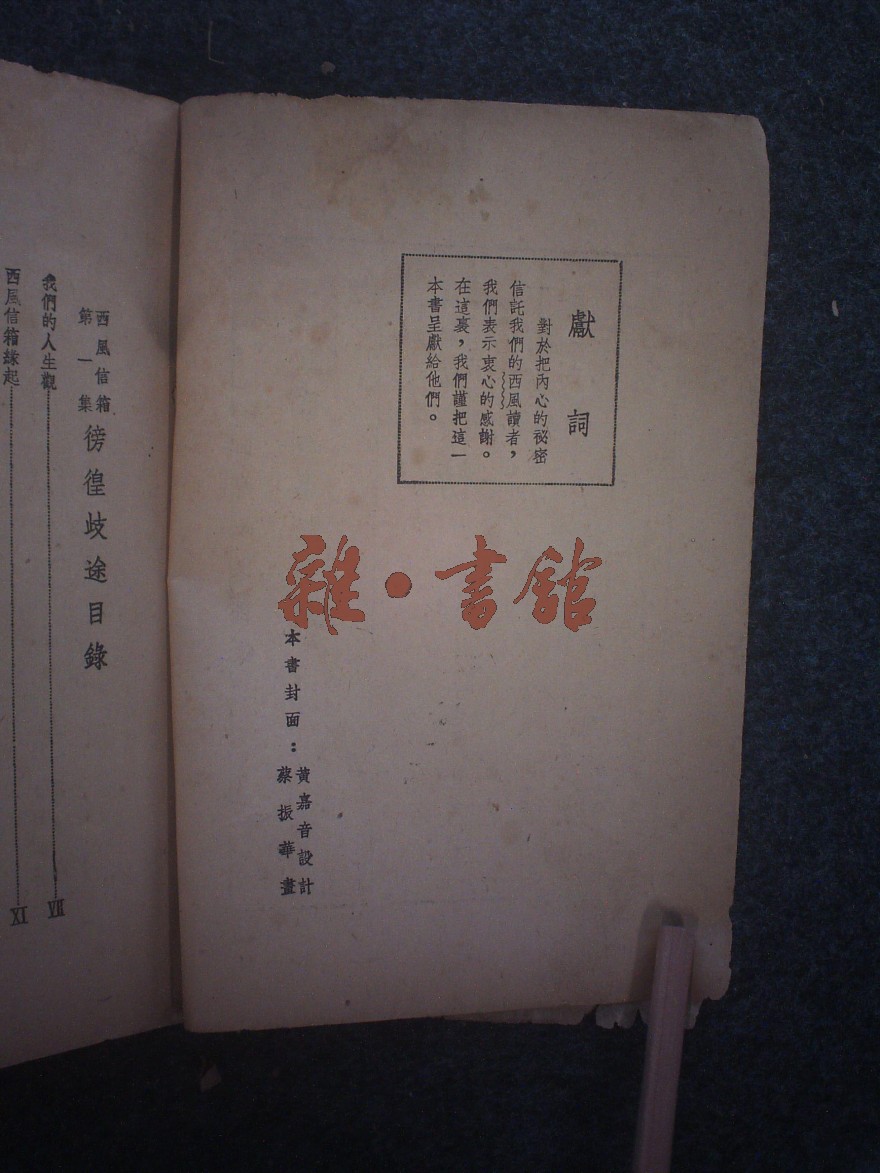 獻詞
對於把內心的祕密
信託我們的西風讀者，
我們表示衷心的感謝。
在這裏，我們謹把這一
本書呈獻給他們。
雜·書館
本書封面：
黃嘉音設計
蔡振華畫
西風信箱
第一集
徬徨歧途目錄
我們的人生觀……VII
西風信箱緣起……XI